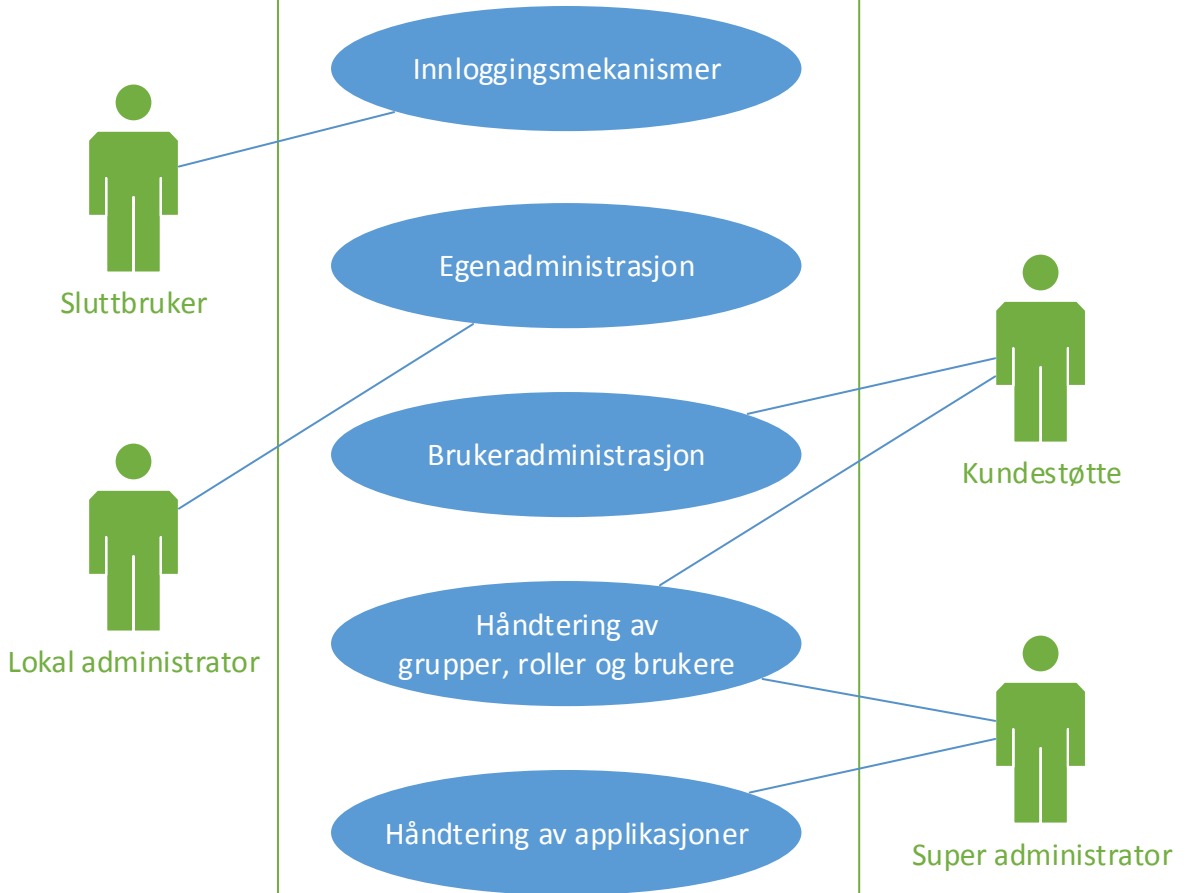 Innloggingsmekanismer
Sluttbruker
Egenadministrasjon
Brukeradministrasjon
Kundestøtte
Lokal administrator
Håndtering av
grupper, roller og brukere
Håndtering av applikasjoner
Super administrator